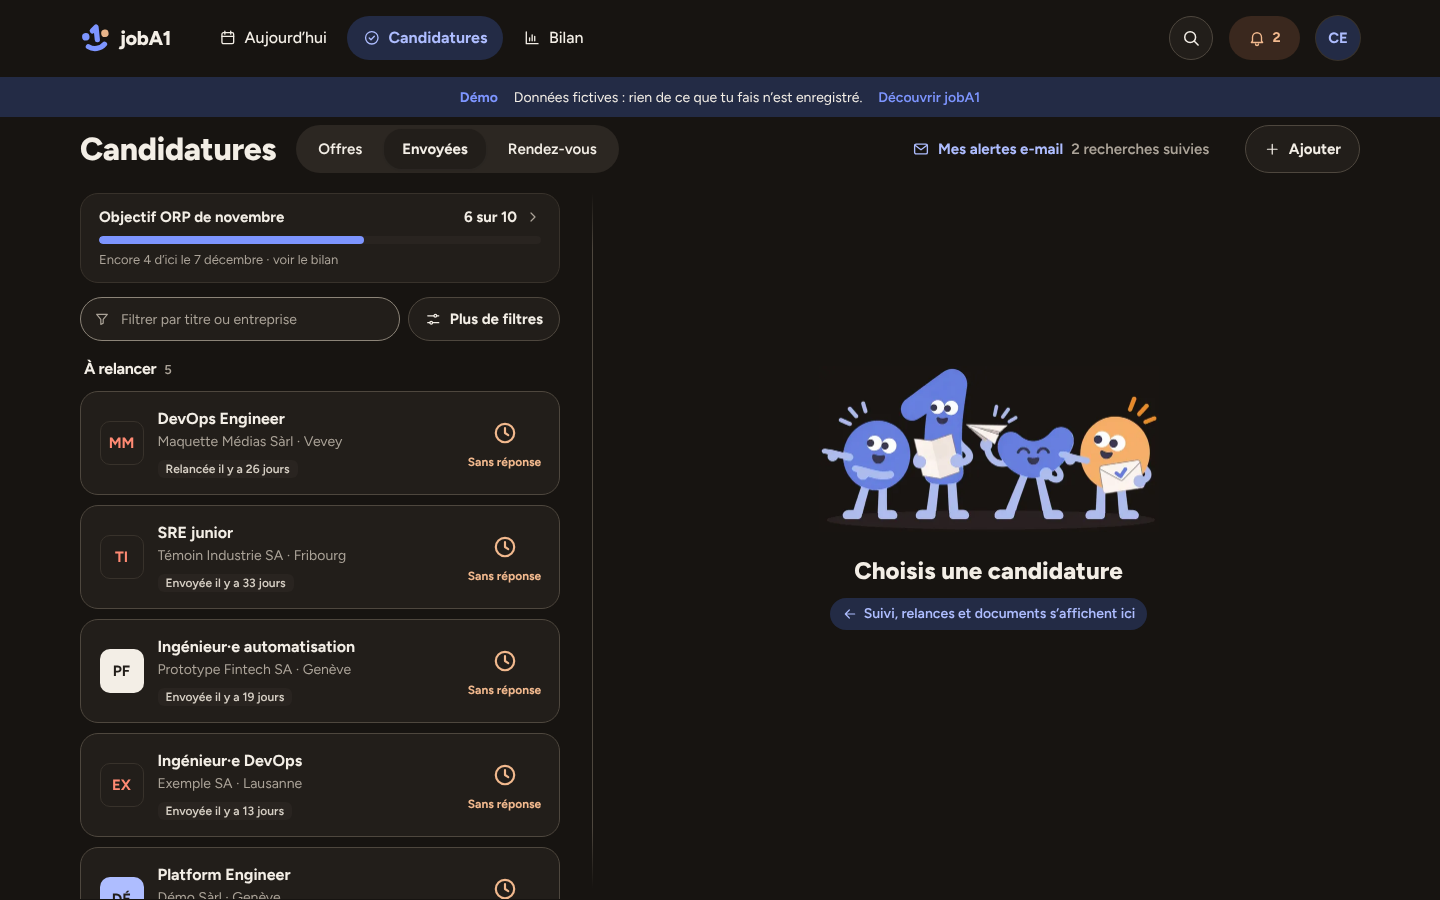 jobA1
Aujourd’hui
Candidatures
Bilan
2
CE
Démo Données fictives : rien de ce que tu fais n’est enregistré. Découvrir jobA1
Candidatures
Offres
Envoyées
Rendez-vous
Mes alertes e-mail 2 recherches suivies
Ajouter
Objectif ORP de novembre
6 sur 10
Encore 4 d’ici le 7 décembre · voir le bilan
Filtrer par titre ou entreprise
Plus de filtres
À relancer 5
MM
DevOps Engineer
Maquette Médias Sàrl · Vevey
Relancée il y a 26 jours
Sans réponse
TI
SRE junior
Témoin Industrie SA · Fribourg
Envoyée il y a 33 jours
Sans réponse
PF
Ingénieur·e automatisation
Prototype Fintech SA · Genève
Envoyée il y a 19 jours
Sans réponse
EX
Ingénieur·e DevOps
Exemple SA · Lausanne
Envoyée il y a 13 jours
Sans réponse
DÉ
Platform Engineer
Démo Sàrl · Genève
Choisis une candidature
Suivi, relances et documents s’affichent ici